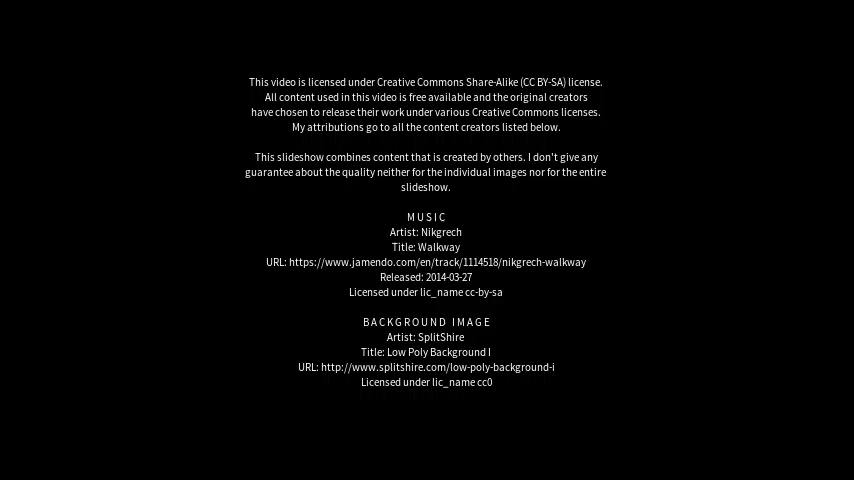 This video is licensed under Creative Commons Share-Alike (CC BY-SA) license.
All content used in this video is free available and the original creators
have chosen to release their work under various Creative Commons licenses.
My attributions go to all the content creators listed below.
This slideshow combines content that is created by others. I don't give any
guarantee about the quality neither for the individual images nor for the entire
slideshow.
MUSIC
Artist: Nikgrech
Title: Walkway
URL: https://www.jamendo.com/en/track/1114518/nikgrech-walkway
Released: 2014-03-27
Licensed under lic_name cc-by-sa
BACKGROUND IMAGE
Artist: SplitShire
Title: Low Poly Background I
URL: http://www.splitshire.com/low-poly-background-i
Licensed under lic_name cc0